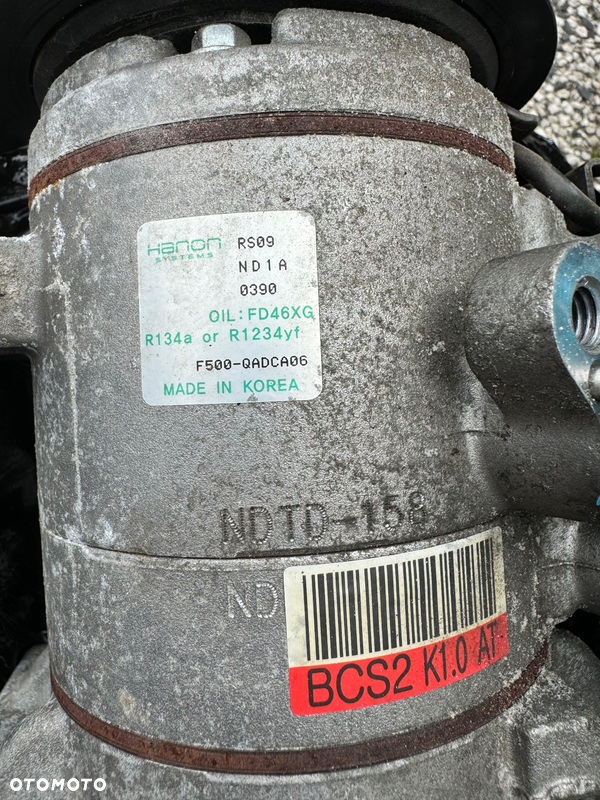 Hanon RS09
SYSTEMS
ND1A
0390
OIL:FD46XG
R134a or R1234yf
F500-QADCA06
MADE IN KOREA
NDTD-158
ND
BCS2 K1.0 AT
OTOMOTO